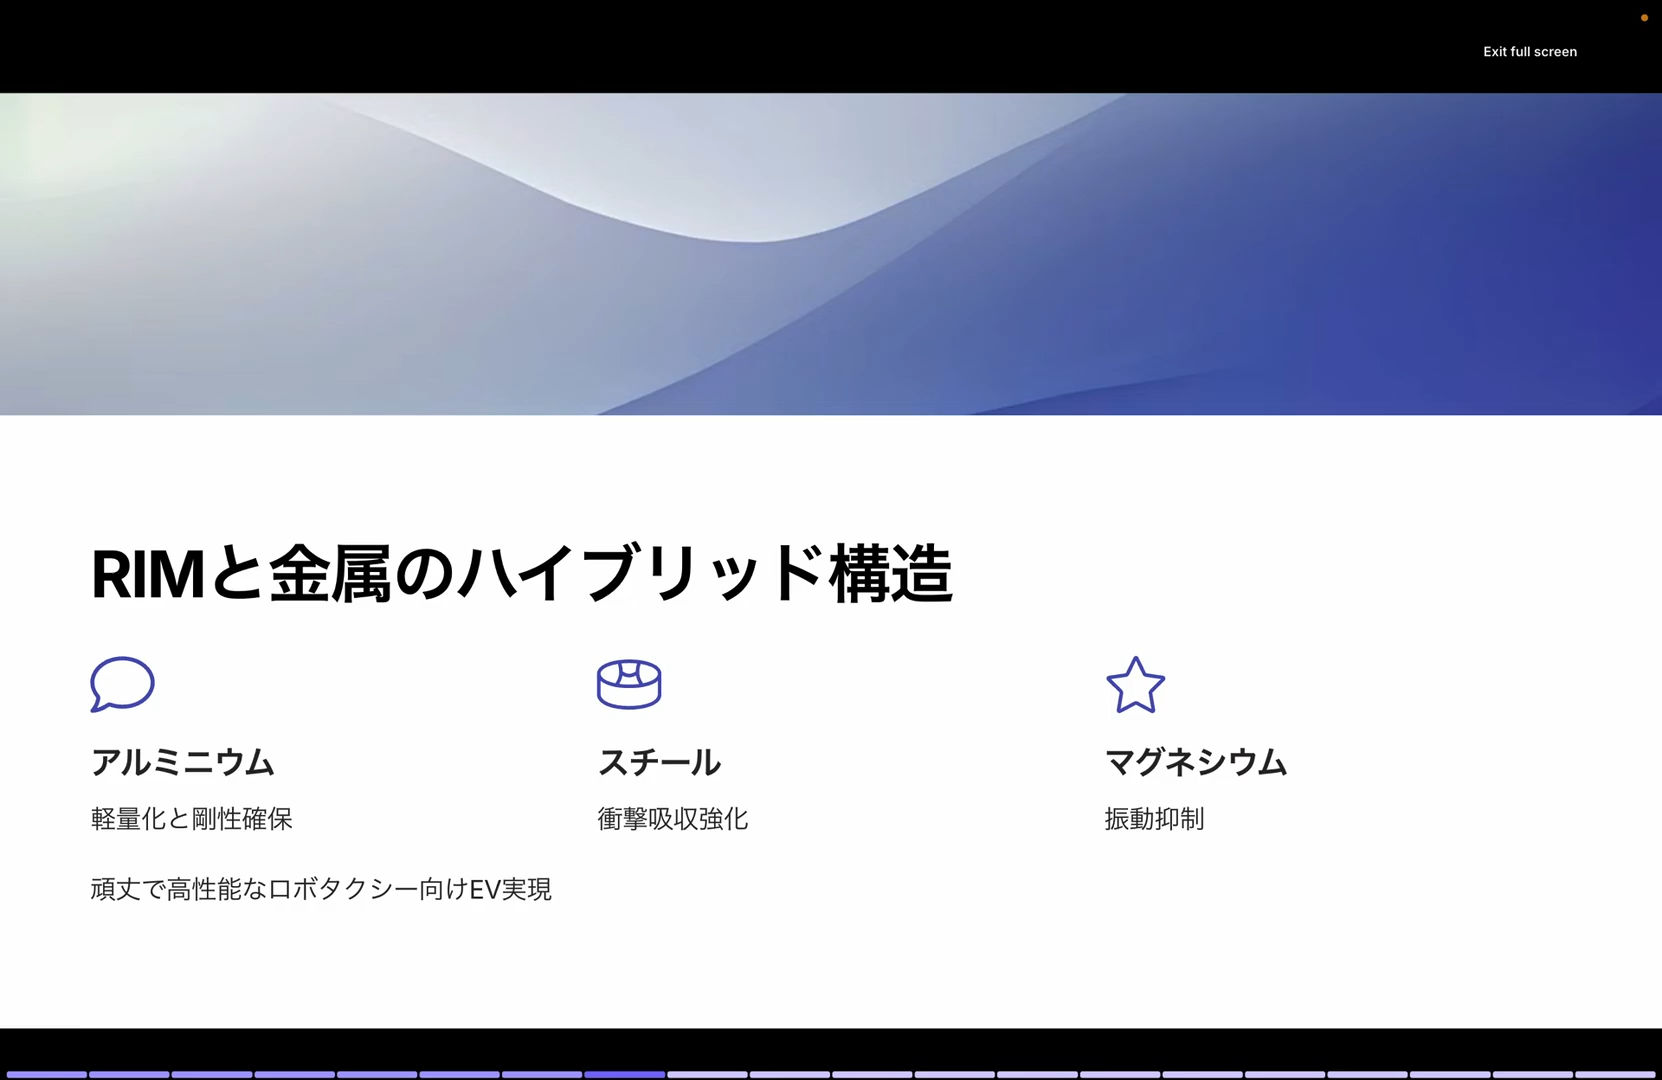 Exit full screen
RIMと金属のハイブリッド構造
アルミニウム
軽量化と剛性確保
スチール
衝撃吸収強化
マグネシウム
振動抑制
頑丈で高性能なロボタクシー向けEV実現